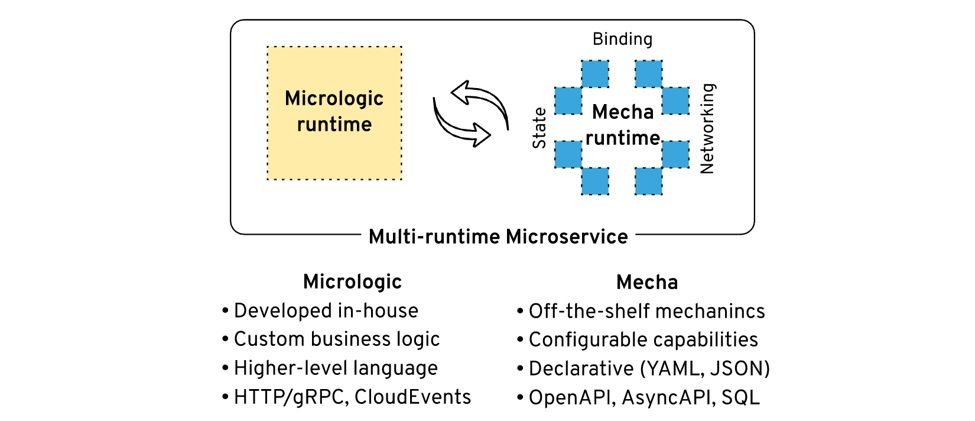 Binding
Micrologic
runtime
State
Mecha
runtime
Networking
Multi-runtime Microservice
Micrologic
• Developed in-house
• Custom business logic
• Higher-level language
• HTTP/gRPC, CloudEvents
Mecha
• Off-the-shelf mechanincs
• Configurable capabilities
• Declarative (YAML, JSON)
• OpenAPI, AsyncAPI, SQL